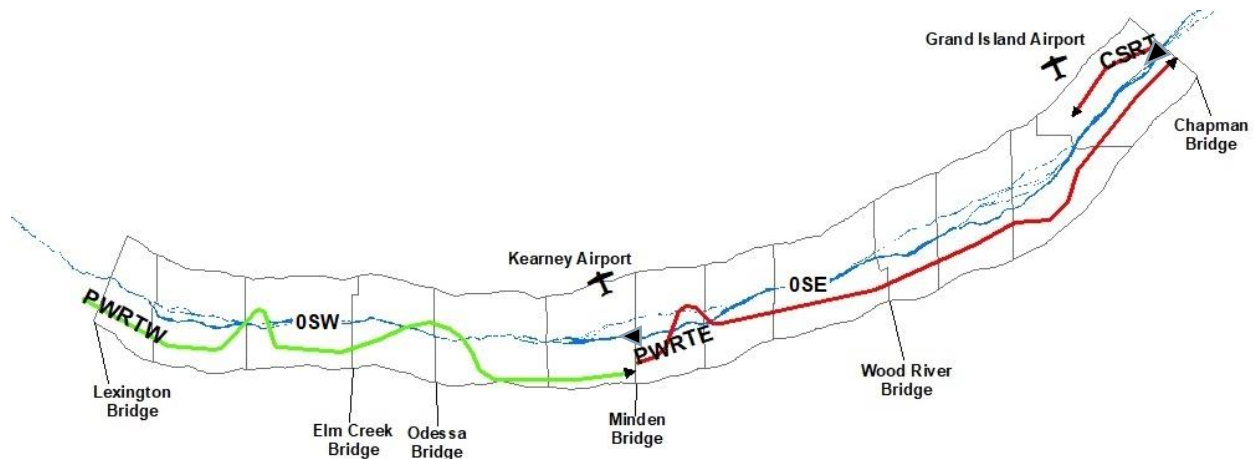 Grand Island Airport
CSRT
Chapman
Bridge
Kearney Airport
0SE
PWRTW
0SW
PWRTE
Wood River
Bridge
Lexington
Bridge
Elm Creek
Bridge
Odessa
Bridge
Minden
Bridge